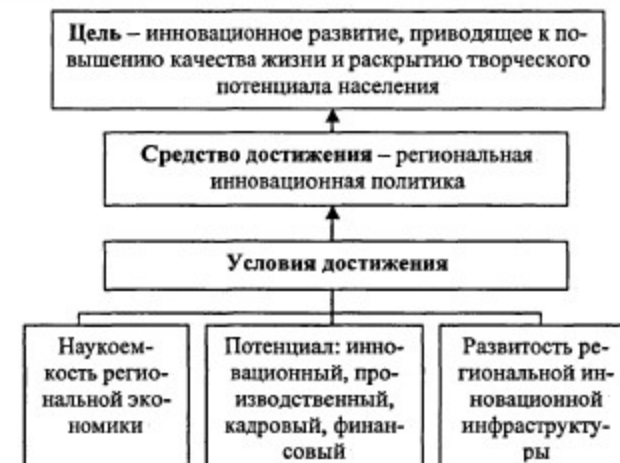 Цель – инновационное развитие, приводящее к по-
вышению качества жизни и раскрытию творческого
потенциала населения
Средство достижения – региональная
инновационная политика
Условия достижения
Наукоем-
кость регио-
нальной эко-
номики
Потенциал: инно-
вационный, про-
изводственный,
кадровый, финан-
совый
Развитость ре-
гиональной ин-
новационной
инфраструкту-
ры